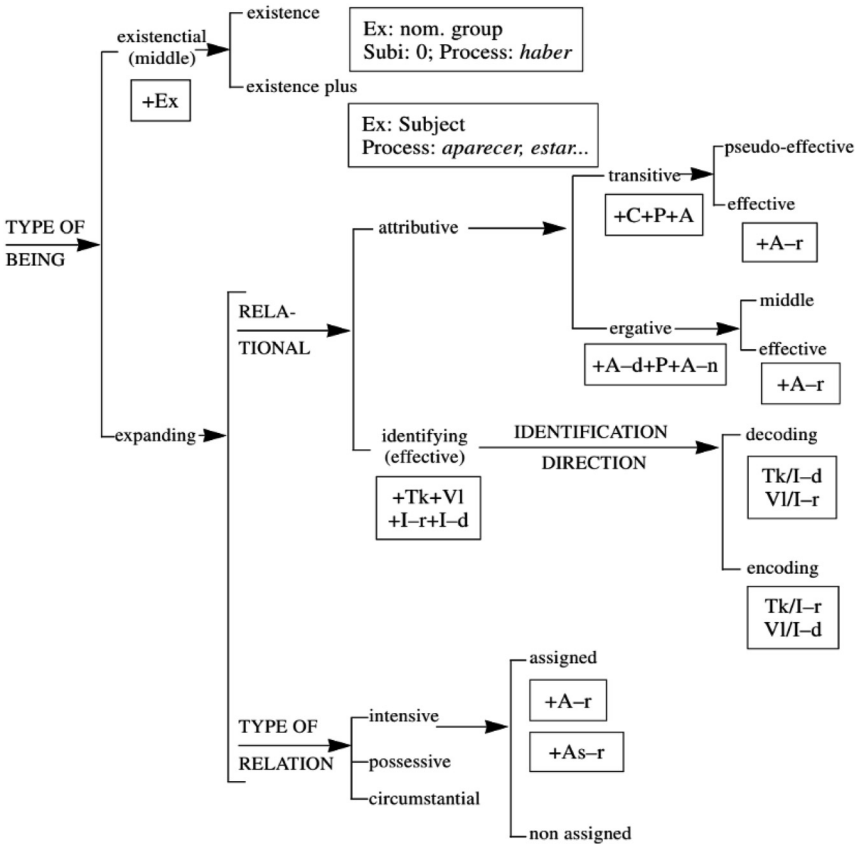 existence
existenctial
(middle)
+Ex
Ex: nom. group
Subi: 0; Process: haber
existence plus
Ex: Subject
Process: aparecer, estar...
TYPE OF
BEING
attributive
transitive
+C+P+A
pseudo-effective
effective
+A–r
ergative
+A–d+P+A–n
middle
effective
+A–r
RELA-
TIONAL
expanding
identifying
(effective)
+Tk+Vl
+I–r+I–d
IDENTIFICATION
DIRECTION
decoding
Tk/I–d
Vl/I–r
encoding
Tk/I–r
Vl/I–d
TYPE OF
RELATION
intensive
possessive
circumstantial
assigned
+A–r
+As–r
non assigned